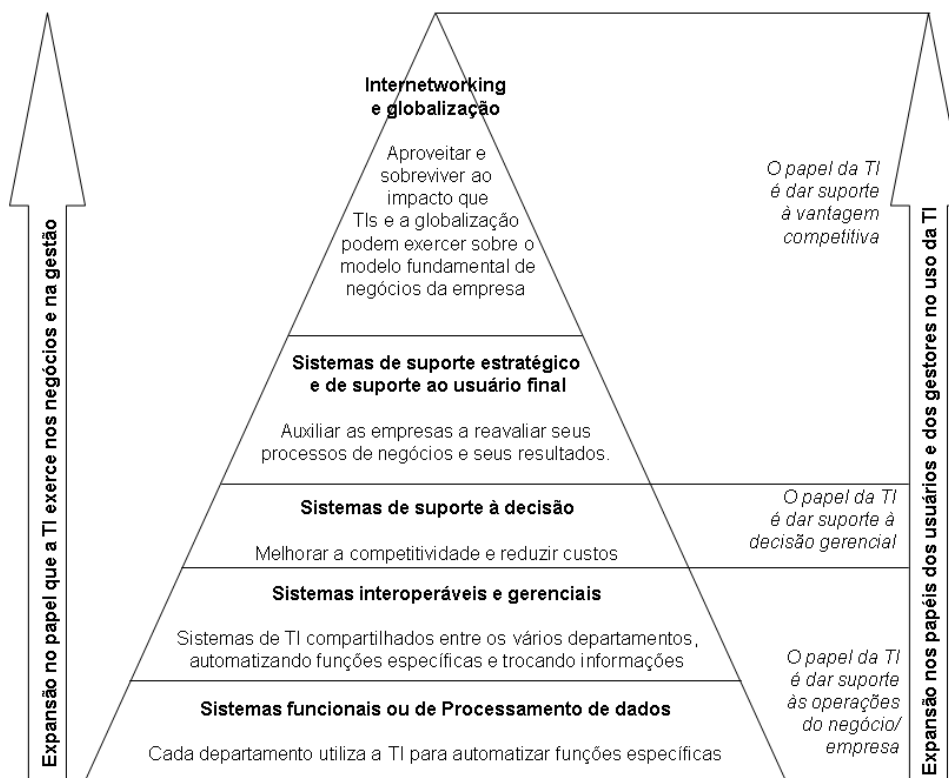 Expansão no papel que a TI exerce nos negócios e na gestão
Internetworking
e globalização
Aproveitar e
sobreviver ao
impacto que
TIs e a globalização
podem exercer sobre o
modelo fundamental de
negócios da empresa
O papel da TI
é dar suporte
à vantagem
competitiva
Sistemas de suporte estratégico
e de suporte ao usuário final
Auxiliar as empresas a reavaliar seus
processos de negócios e seus resultados.
Sistemas de suporte à decisão
Melhorar a competitividade e reduzir custos
O papel da TI
é dar suporte à
decisão gerencial
Sistemas interoperáveis e gerenciais
Sistemas de TI compartilhados entre os vários departamentos,
automatizando funções específicas e trocando informações
Sistemas funcionais ou de Processamento de dados
Cada departamento utiliza a TI para automatizar funções específicas
O papel da TI
é dar suporte
às operações
do negócio/
empresa
Expansão nos papéis dos usuários e dos gestores no uso da TI